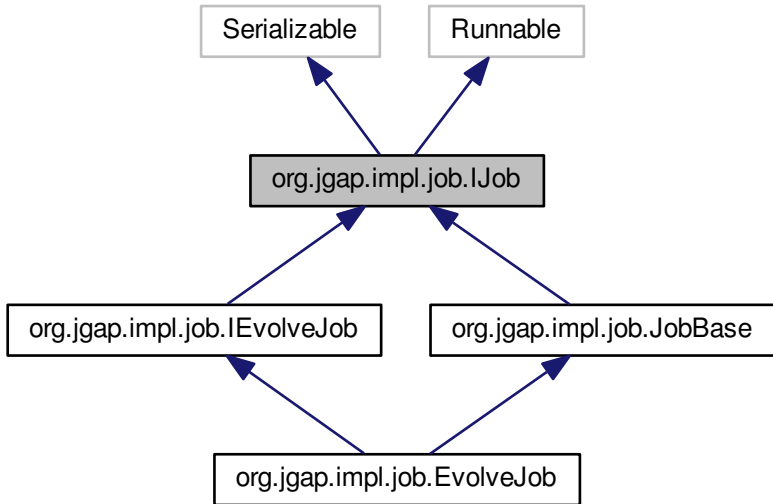 Serializable
Runnable
org.jgap.impl.job.IJob
org.jgap.impl.job.IEvolveJob
org.jgap.impl.job.JobBase
org.jgap.impl.job.EvolveJob